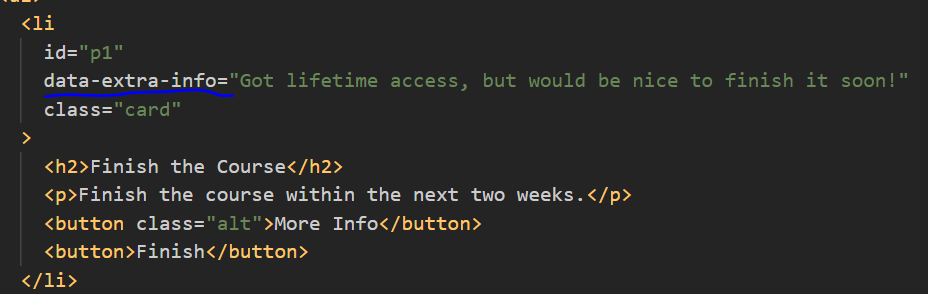 <li
id="p1"
data-extra-info="Got lifetime access, but would be nice to finish it soon!"
class="card"
>
<h2>Finish the Course</h2>
<p>Finish the course within the next two weeks.</p>
<button class="alt">More Info</button>
<button>Finish</button>
</li>